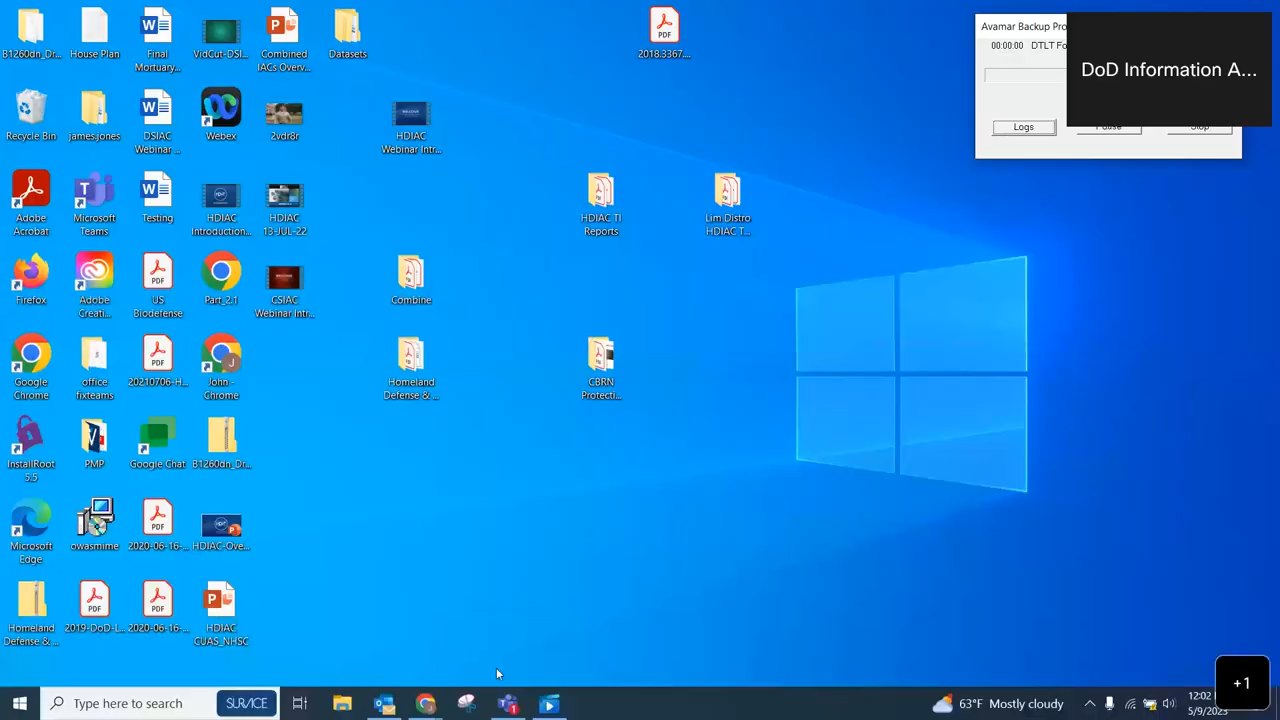 B1260dn_Dr...
House Plan
Final
Mortuary...
VidCut-DSI...
Combined
IACs Overv...
Datasets
2018.3367....
Avamar Backup Pro
00:00:00 DTLT Fo
DoD Information A...
Logs
Pause
Stop
Recycle Bin
james.jones
DSIAC
Webinar ...
Webex
2vdr8r
HDIAC
Webinar Intr...
Adobe
Acrobat
Microsoft
Teams
Testing
HDIAC
Introduction...
HDIAC
13-JUL-22
HDIAC TI
Reports
Lim Distro
HDIAC T...
Firefox
Adobe
Creati...
US
Biodefense
Part_2.1
CSIAC
Webinar Intr...
Combine
Google
Chrome
office
fixteams
20210706-H...
John -
Chrome
Homeland
Defense & ...
CBRN
Protecti...
InstallRoot
5.5
PMP
Google Chat
B1260dn_Dr...
Microsoft
Edge
owasmime
2020-06-16-...
HDIAC-Ove...
Homeland
Defense & ...
2019-DoD-L...
2020-06-16-...
HDIAC
CUAS_NHSC
+1
Type here to search
SURVICE
63°F Mostly cloudy
12:02
5/9/2023